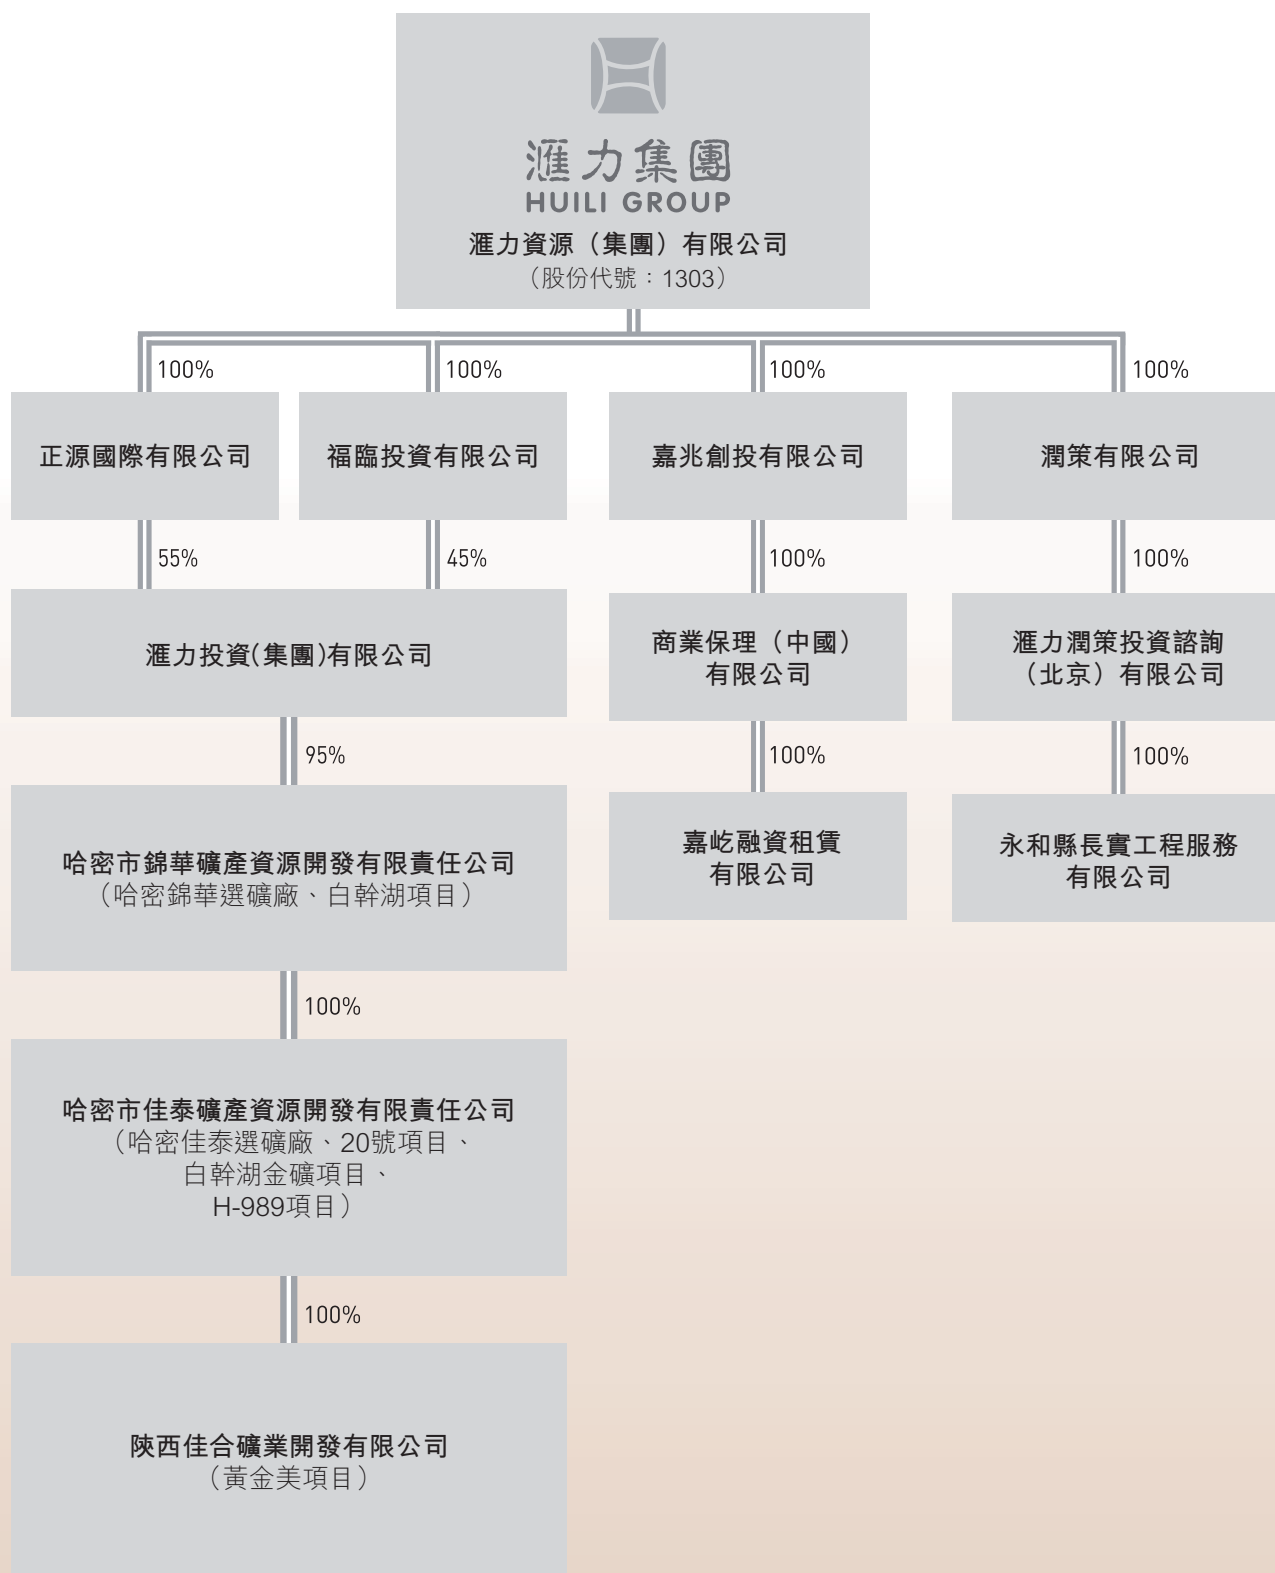 滙力集團
HUILI GROUP
滙力資源（集團）有限公司
（股份代號：1303）
100%
100%
100%
100%
正源國際有限公司
福臨投資有限公司
嘉兆創投有限公司
潤策有限公司
55%
45%
100%
100%
滙力投資(集團)有限公司
商業保理（中國）
有限公司
滙力潤策投資諮詢
（北京）有限公司
95%
100%
100%
哈密市錦華礦產資源開發有限責任公司
（哈密錦華選礦廠、白幹湖項目）
嘉屹融資租賃
有限公司
永和縣長實工程服務
有限公司
100%
哈密市佳泰礦產資源開發有限責任公司
（哈密佳泰選礦廠、20號項目、
白幹湖金礦項目、
H-989項目）
100%
陝西佳合礦業開發有限公司
（黃金美項目）